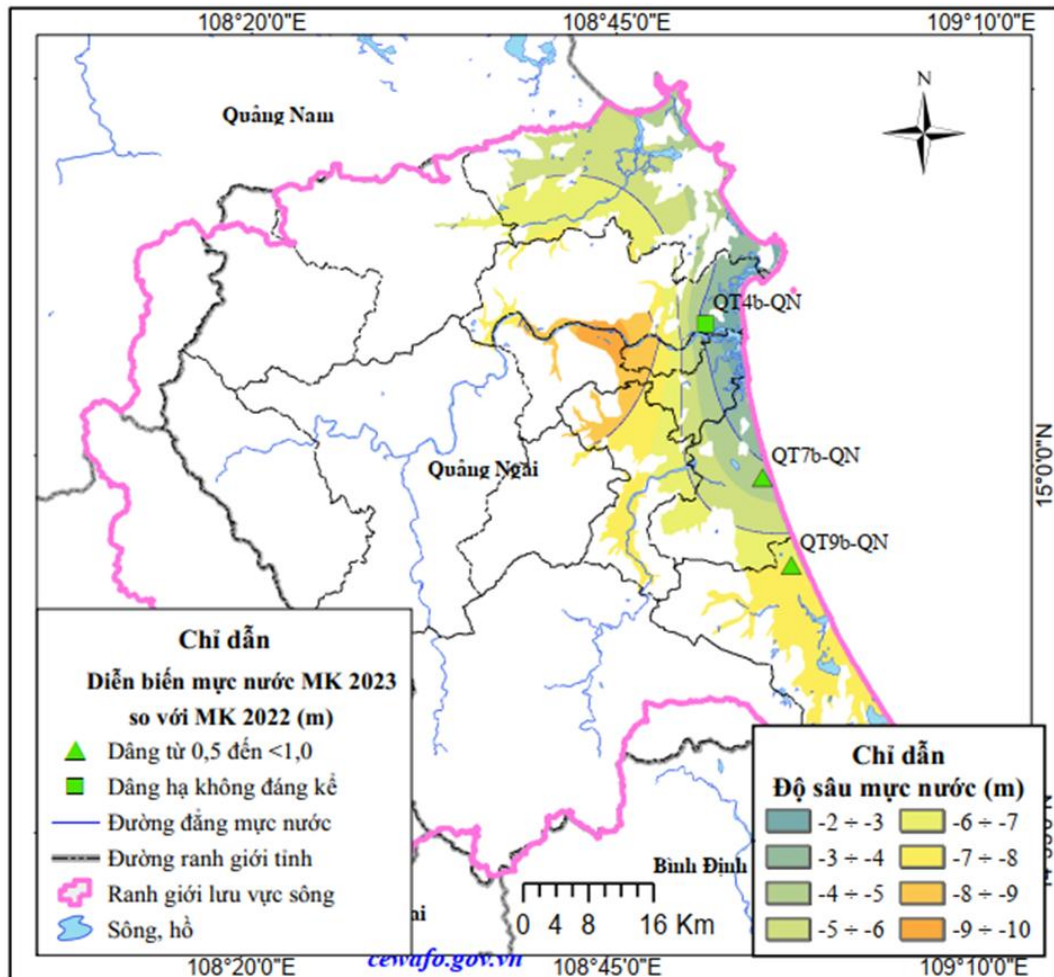 108°20'0"E 108°45'0"E 109°10'0"E
N
Quảng Nam
QT4b-QN
15°0'0"N
QT7b-QN
Quảng Ngãi
QT9b-QN
Chỉ dẫn
Diễn biến mực nước MK 2023
so với MK 2022 (m)
Dâng từ 0,5 đến <1,0
Dâng hạ không đáng kể
Đường đẳng mực nước
Đường ranh giới tỉnh
Ranh giới lưu vực sông
Sông, hồ
Chỉ dẫn
Độ sâu mực nước (m)
-2 ÷ -3 -6 ÷ -7
-3 ÷ -4 -7 ÷ -8
-4 ÷ -5 -8 ÷ -9
-5 ÷ -6 -9 ÷ -10
Bình Định
0 4 8 16 Km
ai
cewafo.gov.vn
108°20'0"E 108°45'0"E 109°10'0"E